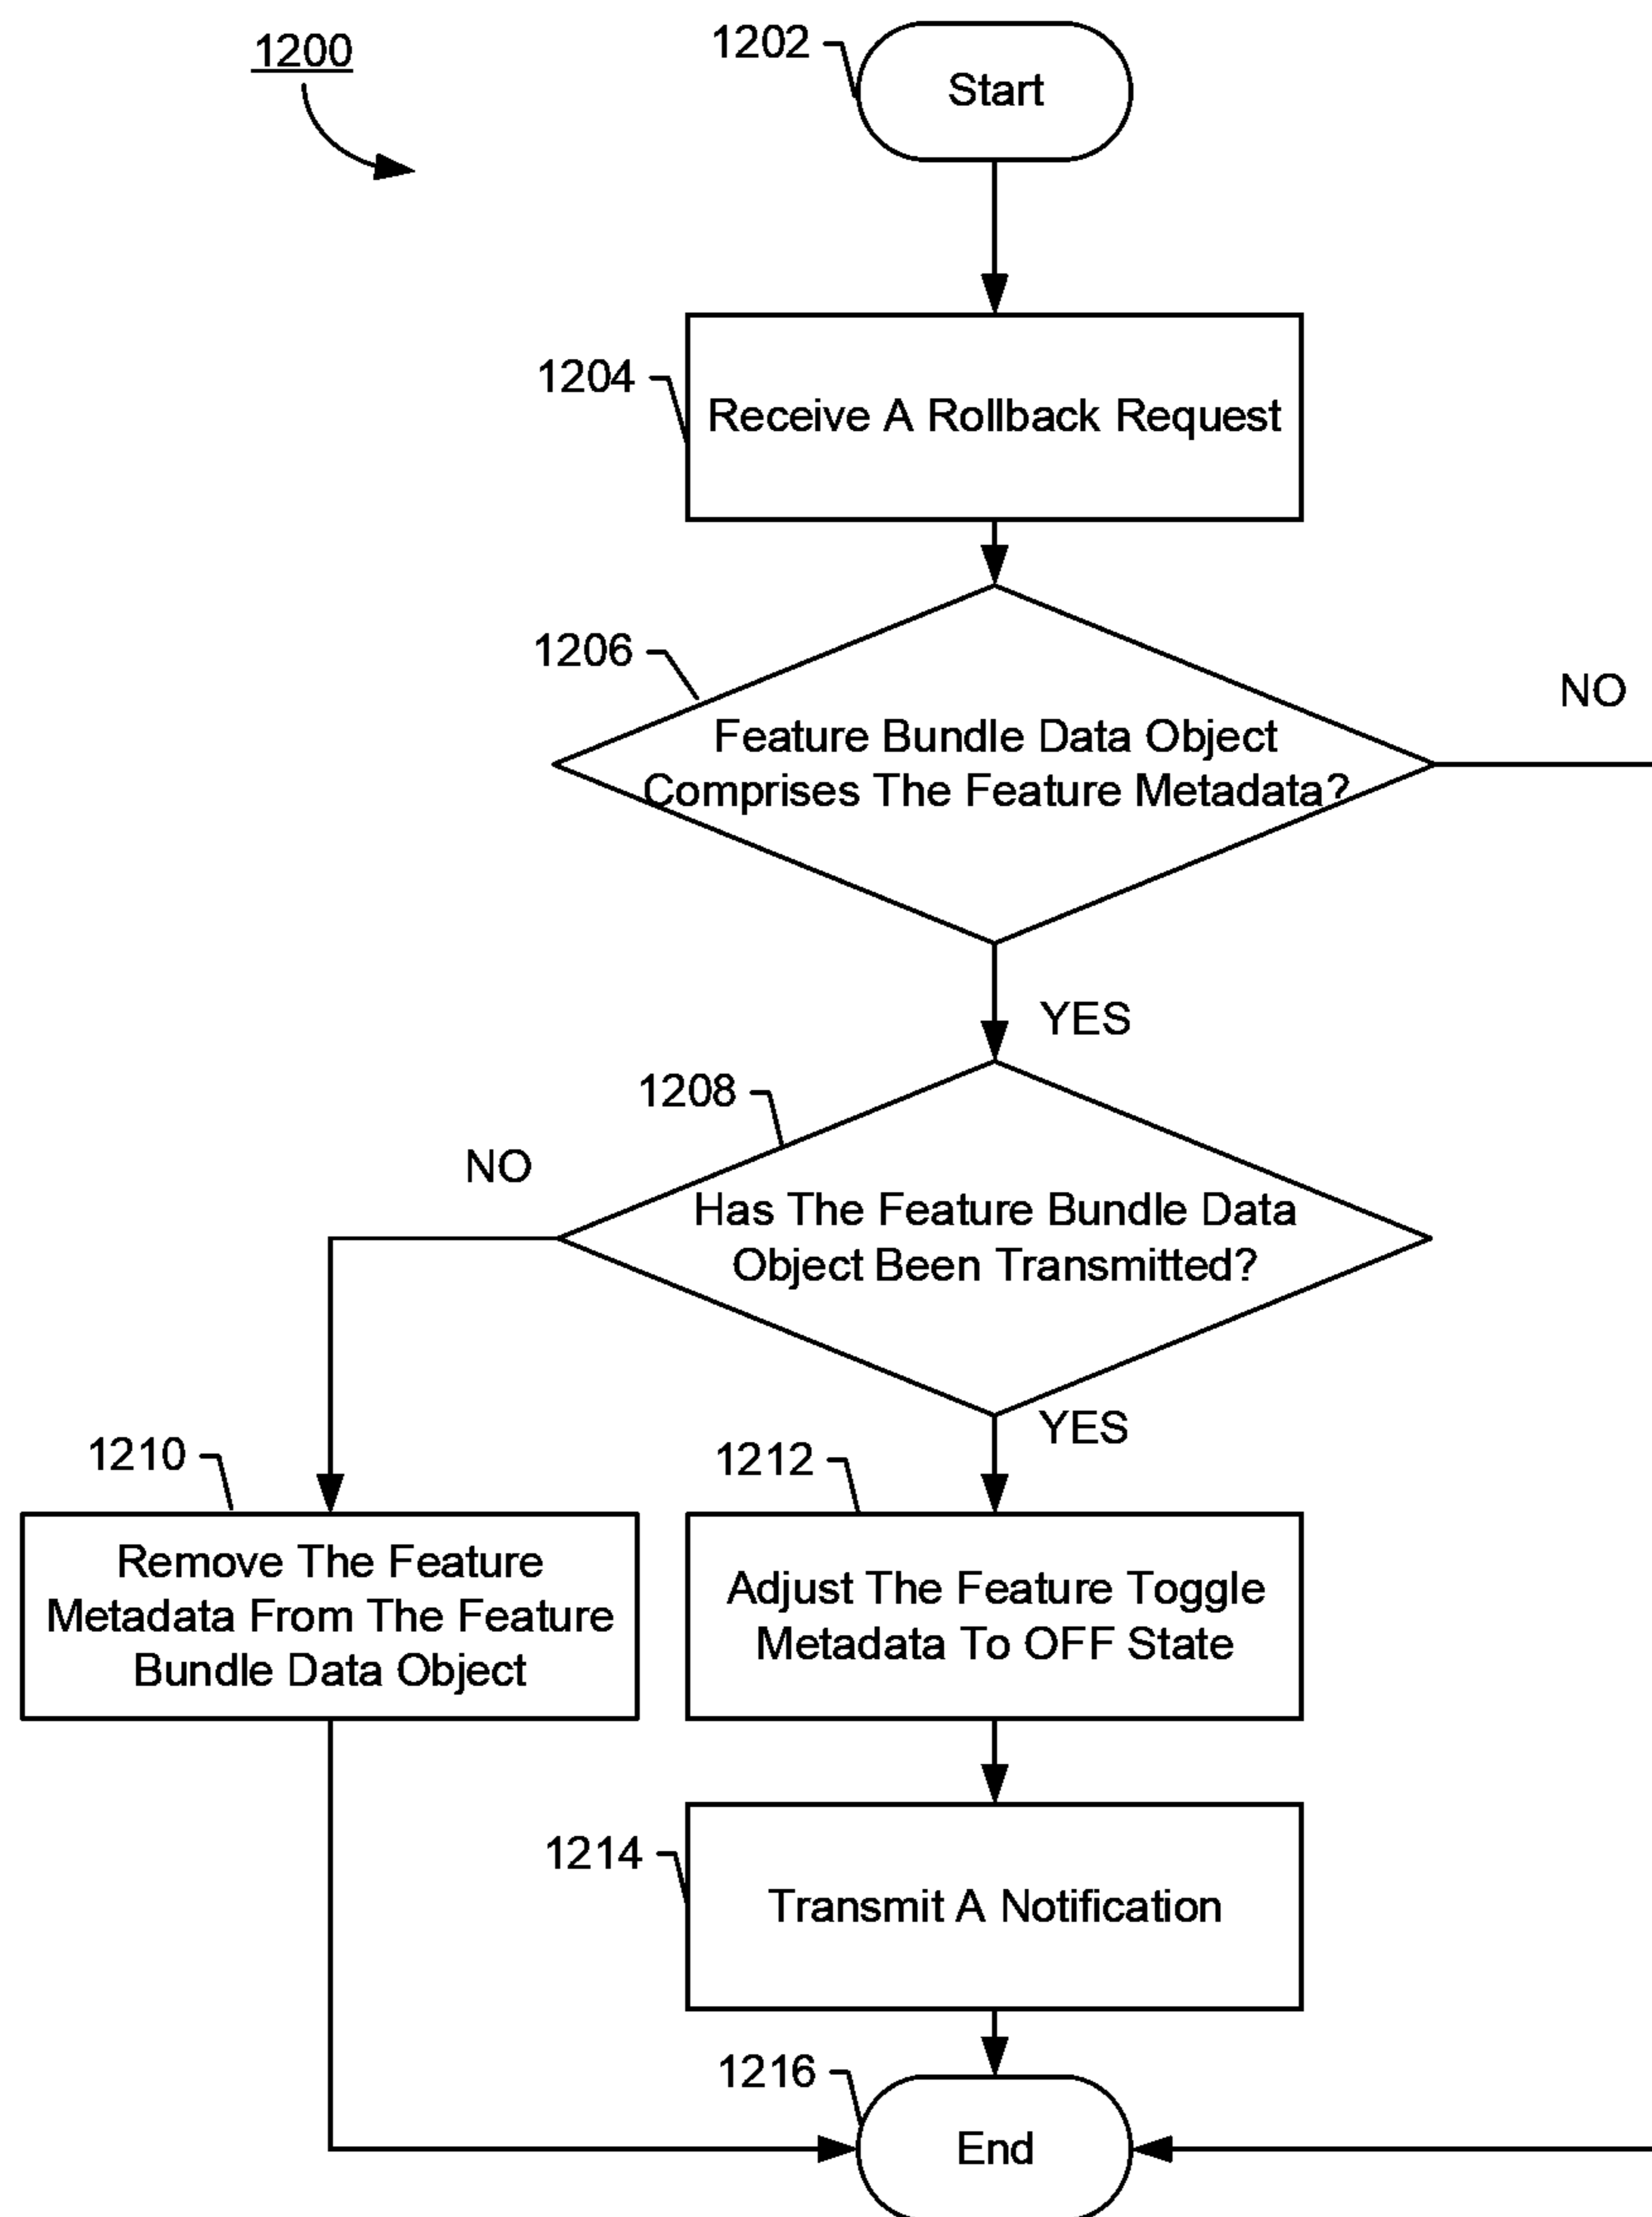 1200
1202
Start
1204
Receive A Rollback Request
1206
Feature Bundle Data Object
Comprises The Feature Metadata?
NO
YES
1208
NO
Has The Feature Bundle Data
Object Been Transmitted?
YES
1210
Remove The Feature
Metadata From The Feature
Bundle Data Object
1212
Adjust The Feature Toggle
Metadata To OFF State
1214
Transmit A Notification
1216
End